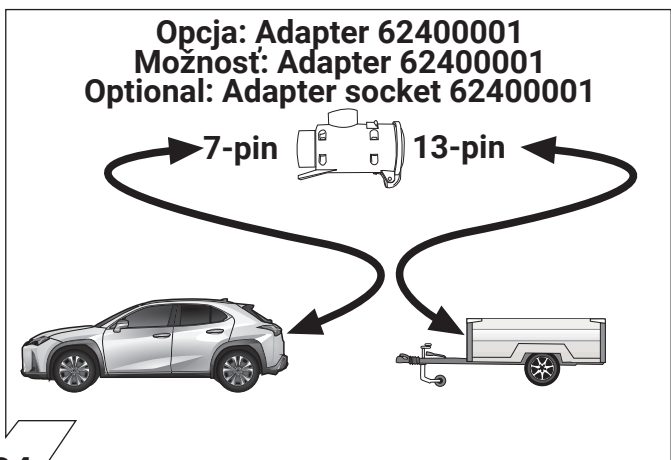 Opcja: Adapter 62400001
Možnosť: Adapter 62400001
Optional: Adapter socket 62400001
7-pin 13-pin